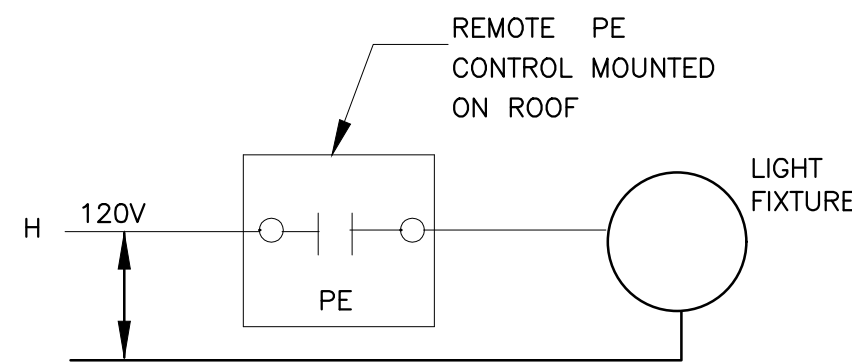 REMOTE PE
CONTROL MOUNTED
ON ROOF
LIGHT
FIXTURE
H
120V
PE